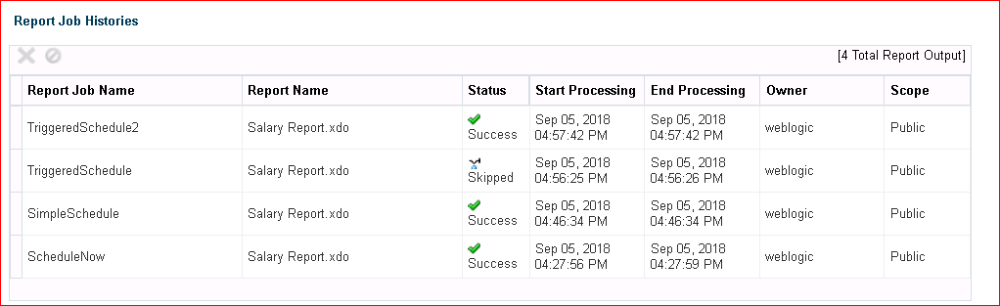 Report Job Histories
[4 Total Report Output]
Report Job Name Report Name Status Start Processing End Processing Owner Scope
TriggeredSchedule2 Salary Report.xdo Success Sep 05, 2018 04:57:42 PM Sep 05, 2018 04:57:42 PM weblogic Public
TriggeredSchedule Salary Report.xdo Skipped Sep 05, 2018 04:56:25 PM Sep 05, 2018 04:56:26 PM weblogic Public
SimpleSchedule Salary Report.xdo Success Sep 05, 2018 04:46:34 PM Sep 05, 2018 04:46:34 PM weblogic Public
ScheduleNow Salary Report.xdo Success Sep 05, 2018 04:27:56 PM Sep 05, 2018 04:27:59 PM weblogic Public